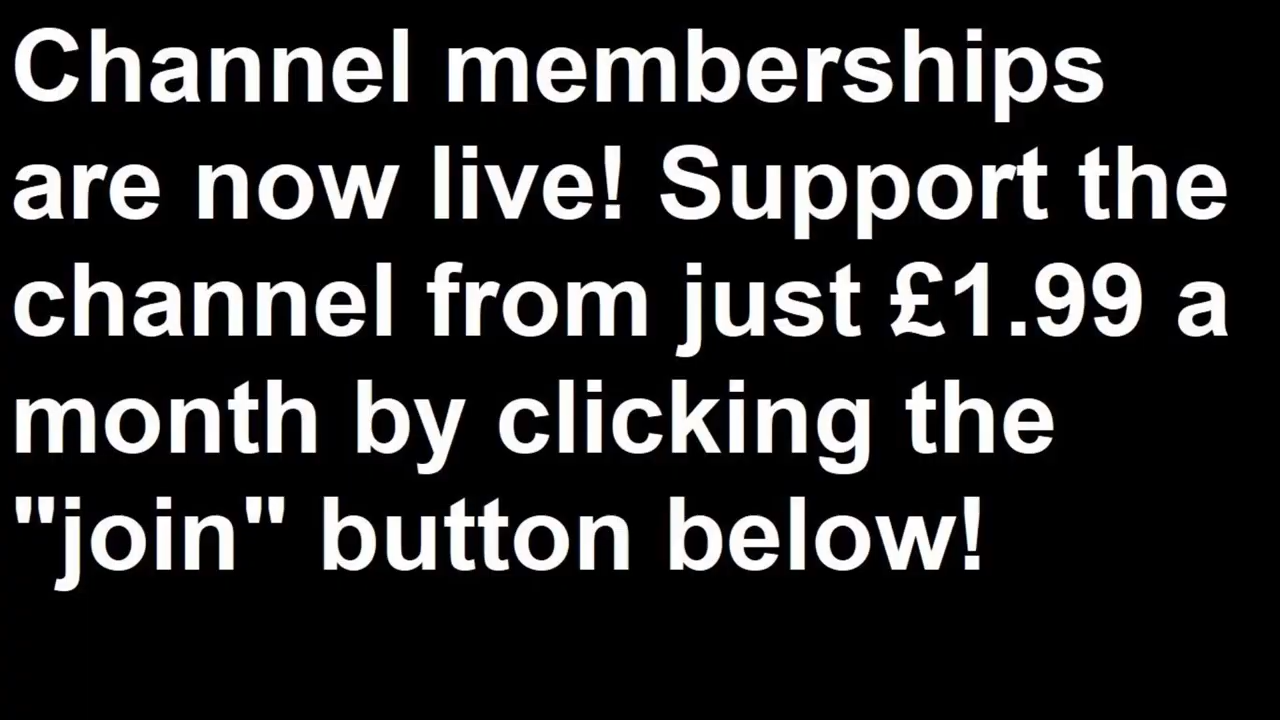 Channel memberships
are now live! Support the
channel from just £1.99 a
month by clicking the
"join" button below!